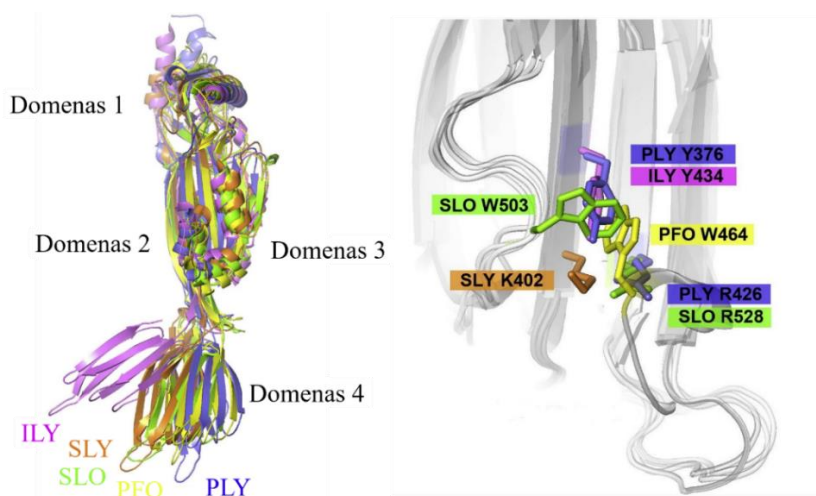 Domenas 1
Domenas 2
Domenas 3
Domenas 4
ILY
SLY
SLO
PFO
PLY
PLY Y376
ILY Y434
SLO W503
PFO W464
SLY K402
PLY R426
SLO R528